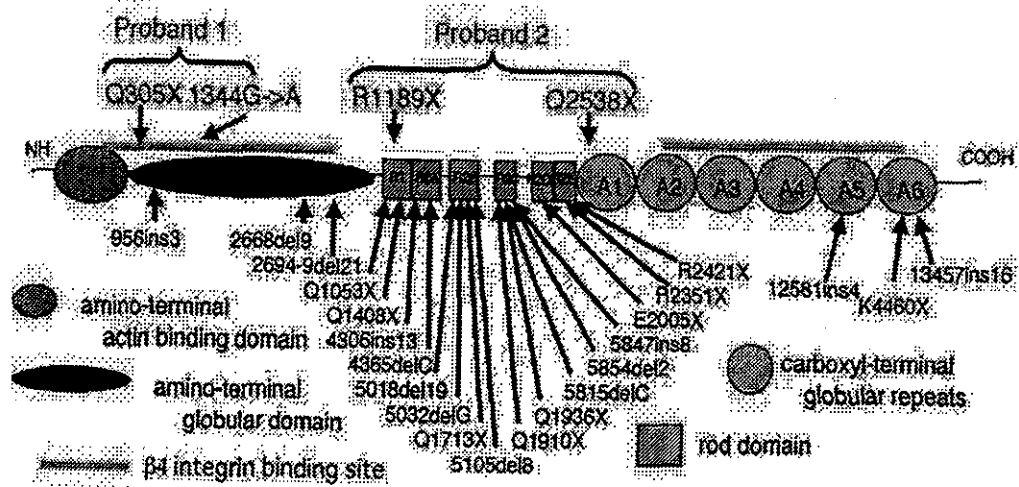 Proband 1
Proband 2
Q305X 1344G->A
R1189X
Q2538X
NH
COOH
A1 A2 A3 A4 A5 A6
956ins3
2668del9
2694-9del21
Q1053X
Q1408X
4306ins13
4365delC
5018del19
5032delG
Q1713X
5105del8
Q1910X
Q1936X
5815delC
5854del2
5847ins8
E2005X
R2351X
R2421X
12581ins4
K4460X
13457ins16
amino-terminal
actin binding domain
amino-terminal
globular domain
β4 integrin binding site
carboxyl-terminal
globular repeats
rod domain